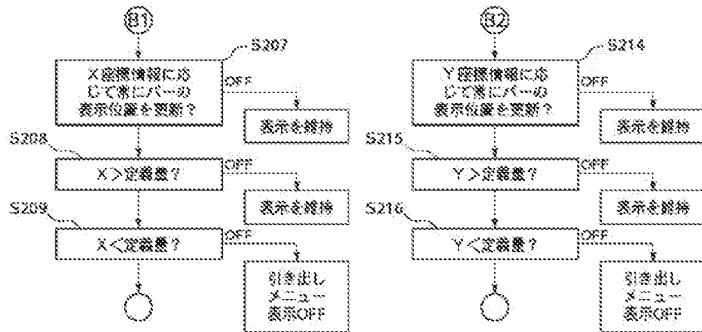 B1
S207
X座標情報に応
じて常にバーの
表示位置を更新？
OFF
表示を維持
S208
X＞定義量？
OFF
表示を維持
S209
X＜定義量？
OFF
引き出し
メニュー
表示OFF
B2
S214
Y座標情報に応
じて常にバーの
表示位置を更新？
OFF
表示を維持
S215
Y＞定義量？
OFF
表示を維持
S216
Y＜定義量？
OFF
引き出し
メニュー
表示OFF